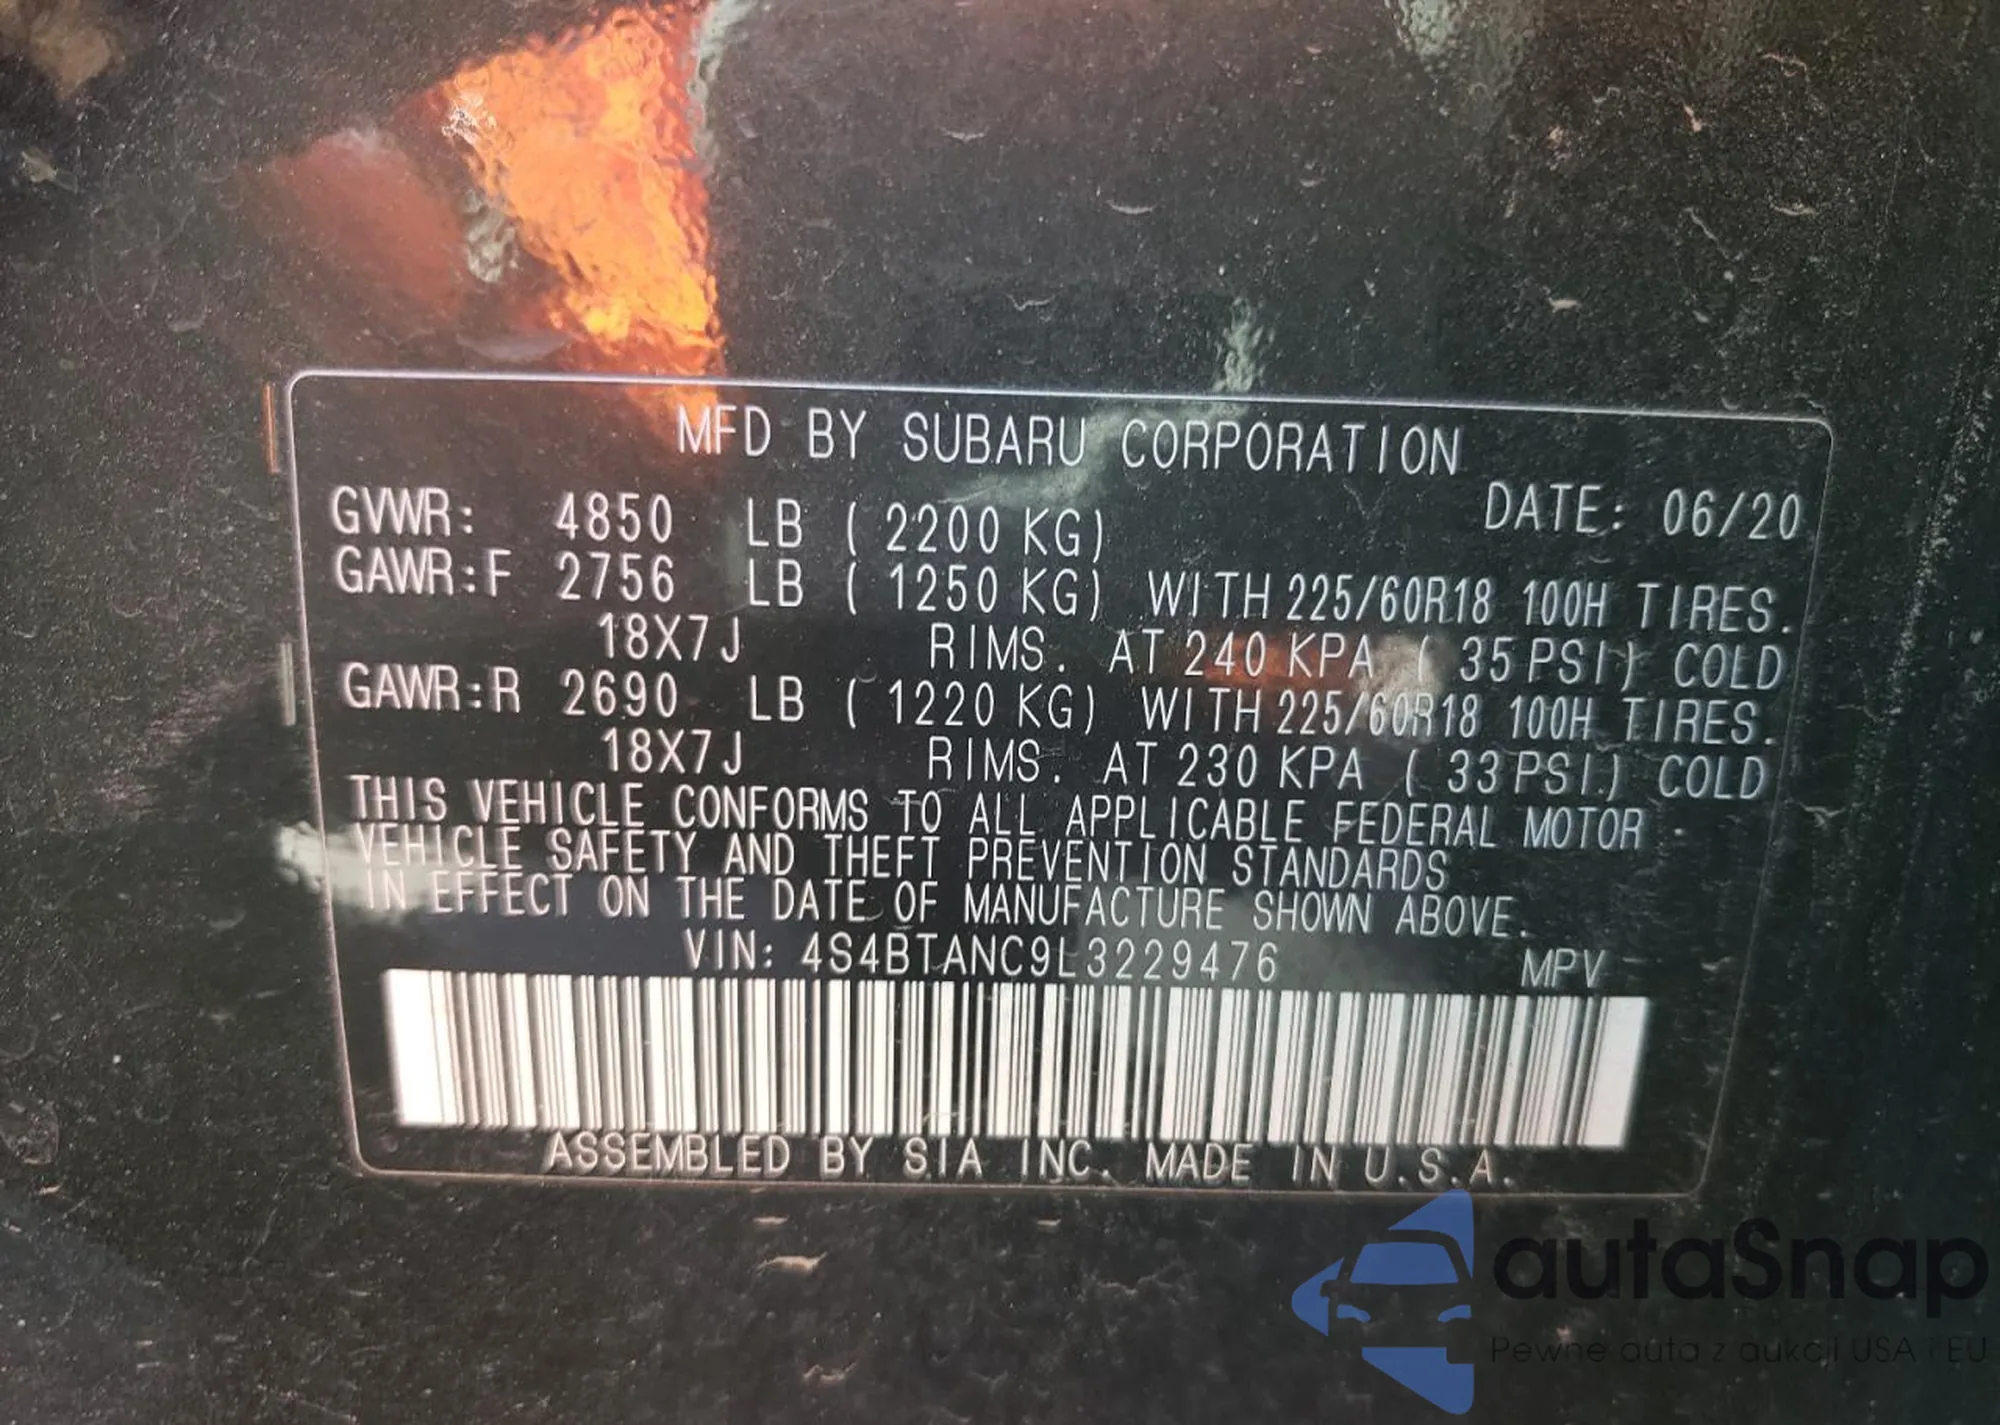 MFD BY SUBARU CORPORATION
DATE: 06/20
GVWR: 4850 LB ( 2200 KG)
GAWR:F 2756 LB ( 1250 KG) WITH 225/60R18 100H TIRES.
18X7J RIMS. AT 240 KPA ( 35 PSI) COLD
GAWR:R 2690 LB ( 1220 KG) WITH 225/60R18 100H TIRES.
18X7J RIMS. AT 230 KPA ( 33 PSI.) COLD
THIS VEHICLE CONFORMS TO ALL APPLICABLE FEDERAL MOTOR
VEHICLE SAFETY AND THEFT PREVENTION STANDARDS
IN EFFECT ON THE DATE OF MANUFACTURE SHOWN ABOVE.
VIN: 4S4BTANC9L3229476 MPV
ASSEMBLED BY SIA INC. MADE IN U.S.A.
autaSnap
Pewne auta z aukcji USA i EU